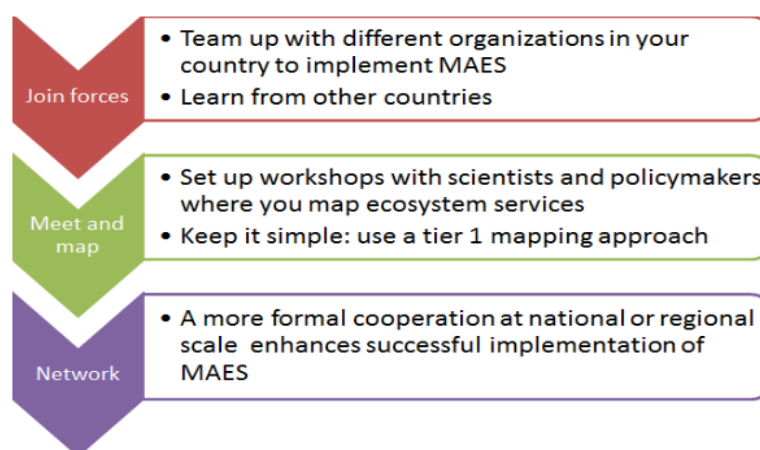 Join forces
• Team up with different organizations in your
country to implement MAES
• Learn from other countries
Meet and
map
• Set up workshops with scientists and policymakers
where you map ecosystem services
• Keep it simple: use a tier 1 mapping approach
Network
• A more formal cooperation at national or regional
scale enhances successful implementation of
MAES